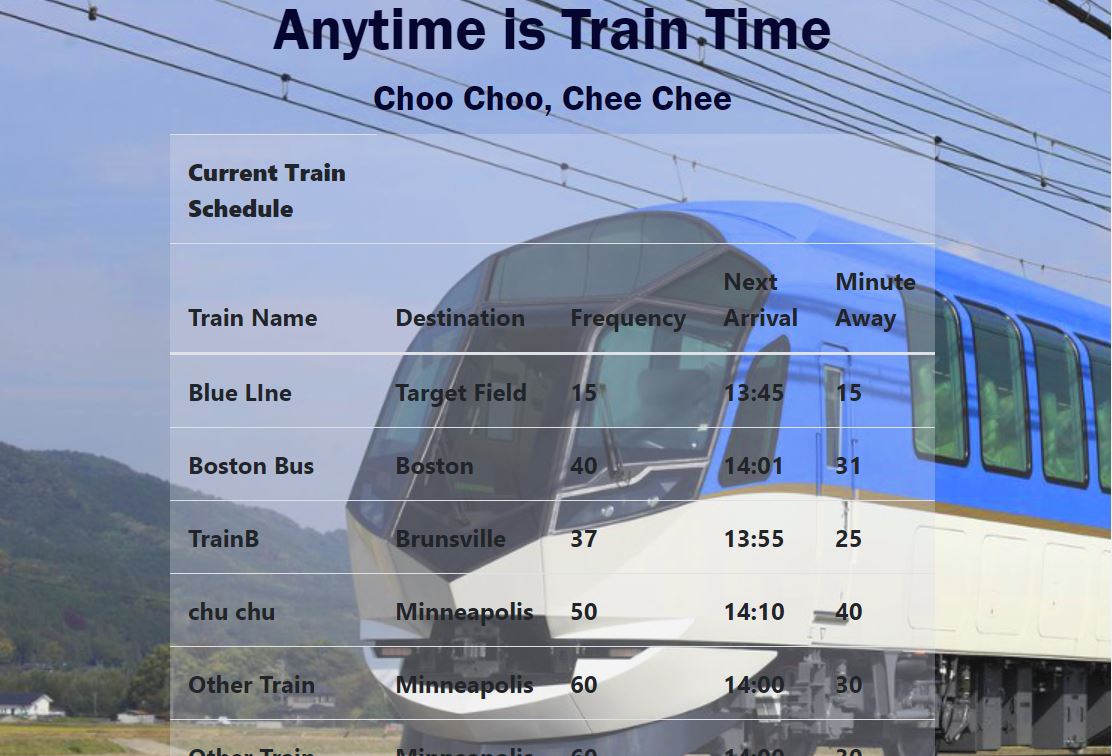 Anytime is Train Time
Choo Choo, Chee Chee
Current Train
Schedule
Train Name Destination Frequency Next Arrival Minute Away
Blue LIne Target Field 15 13:45 15
Boston Bus Boston 40 14:01 31
TrainB Brunsville 37 13:55 25
chu chu Minneapolis 50 14:10 40
Other Train Minneapolis 60 14:00 30
Other Train Minneapolis 60 14:00 30